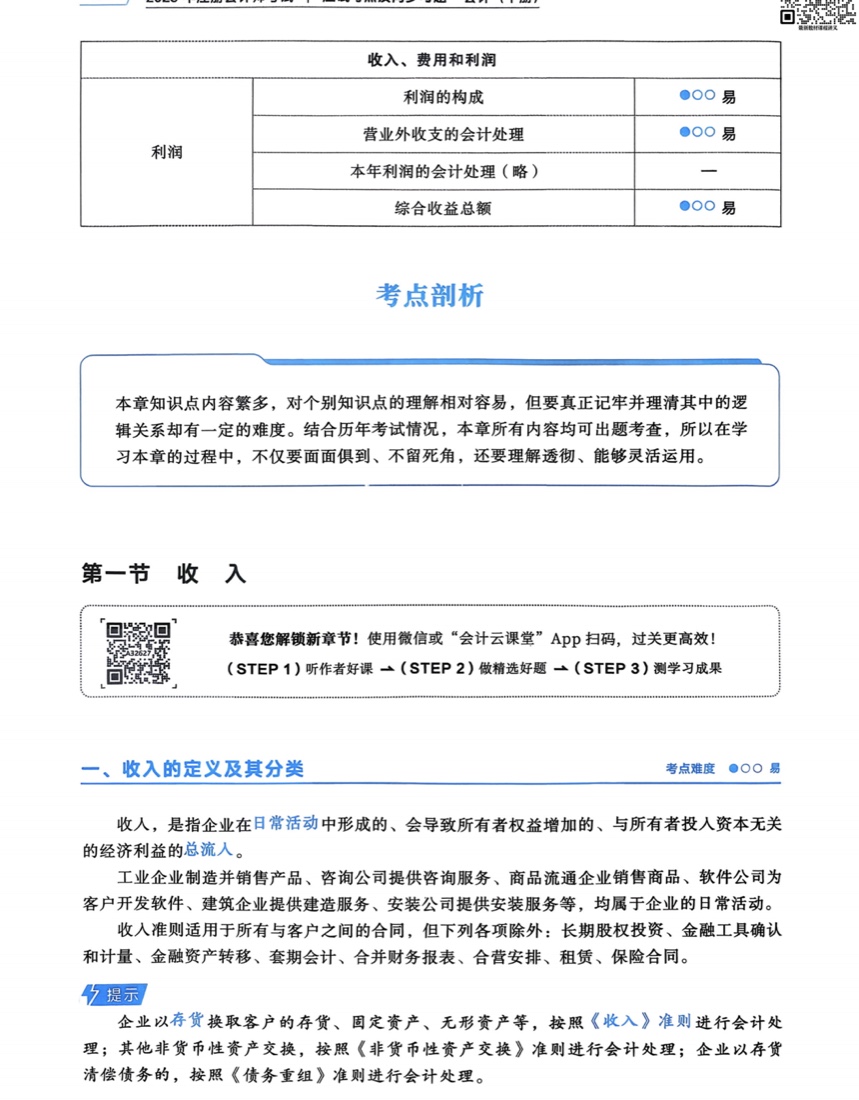 收入、费用和利润
利润
利润的构成 易
营业外收支的会计处理 易
本年利润的会计处理(略) —
综合收益总额 易
考点剖析
本章知识点内容繁多，对个别知识点的理解相对容易，但要真正记牢并理清其中的逻
辑关系却有一定的难度。结合历年考试情况，本章所有内容均可出题考查，所以在学
习本章的过程中，不仅要面面俱到、不留死角，还要理解透彻、能够灵活运用。
第一节 收 入
A32627
恭喜您解锁新章节！使用微信或“会计云课堂”App 扫码，过关更高效！
(STEP 1)听作者好课 ⇀ (STEP 2)做精选好题 ⇀ (STEP 3)测学习成果
一、收入的定义及其分类 考点难度 易
收入，是指企业在日常活动中形成的、会导致所有者权益增加的、与所有者投入资本无关
的经济利益的总流入。
工业企业制造并销售产品、咨询公司提供咨询服务、商品流通企业销售商品、软件公司为
客户开发软件、建筑企业提供建造服务、安装公司提供安装服务等，均属于企业的日常活动。
收入准则适用于所有与客户之间的合同，但下列各项除外：长期股权投资、金融工具确认
和计量、金融资产转移、套期会计、合并财务报表、合营安排、租赁、保险合同。
提示
企业以存货换取客户的存货、固定资产、无形资产等，按照《收入》准则进行会计处
理；其他非货币性资产交换，按照《非货币性资产交换》准则进行会计处理；企业以存货
清偿债务的，按照《债务重组》准则进行会计处理。